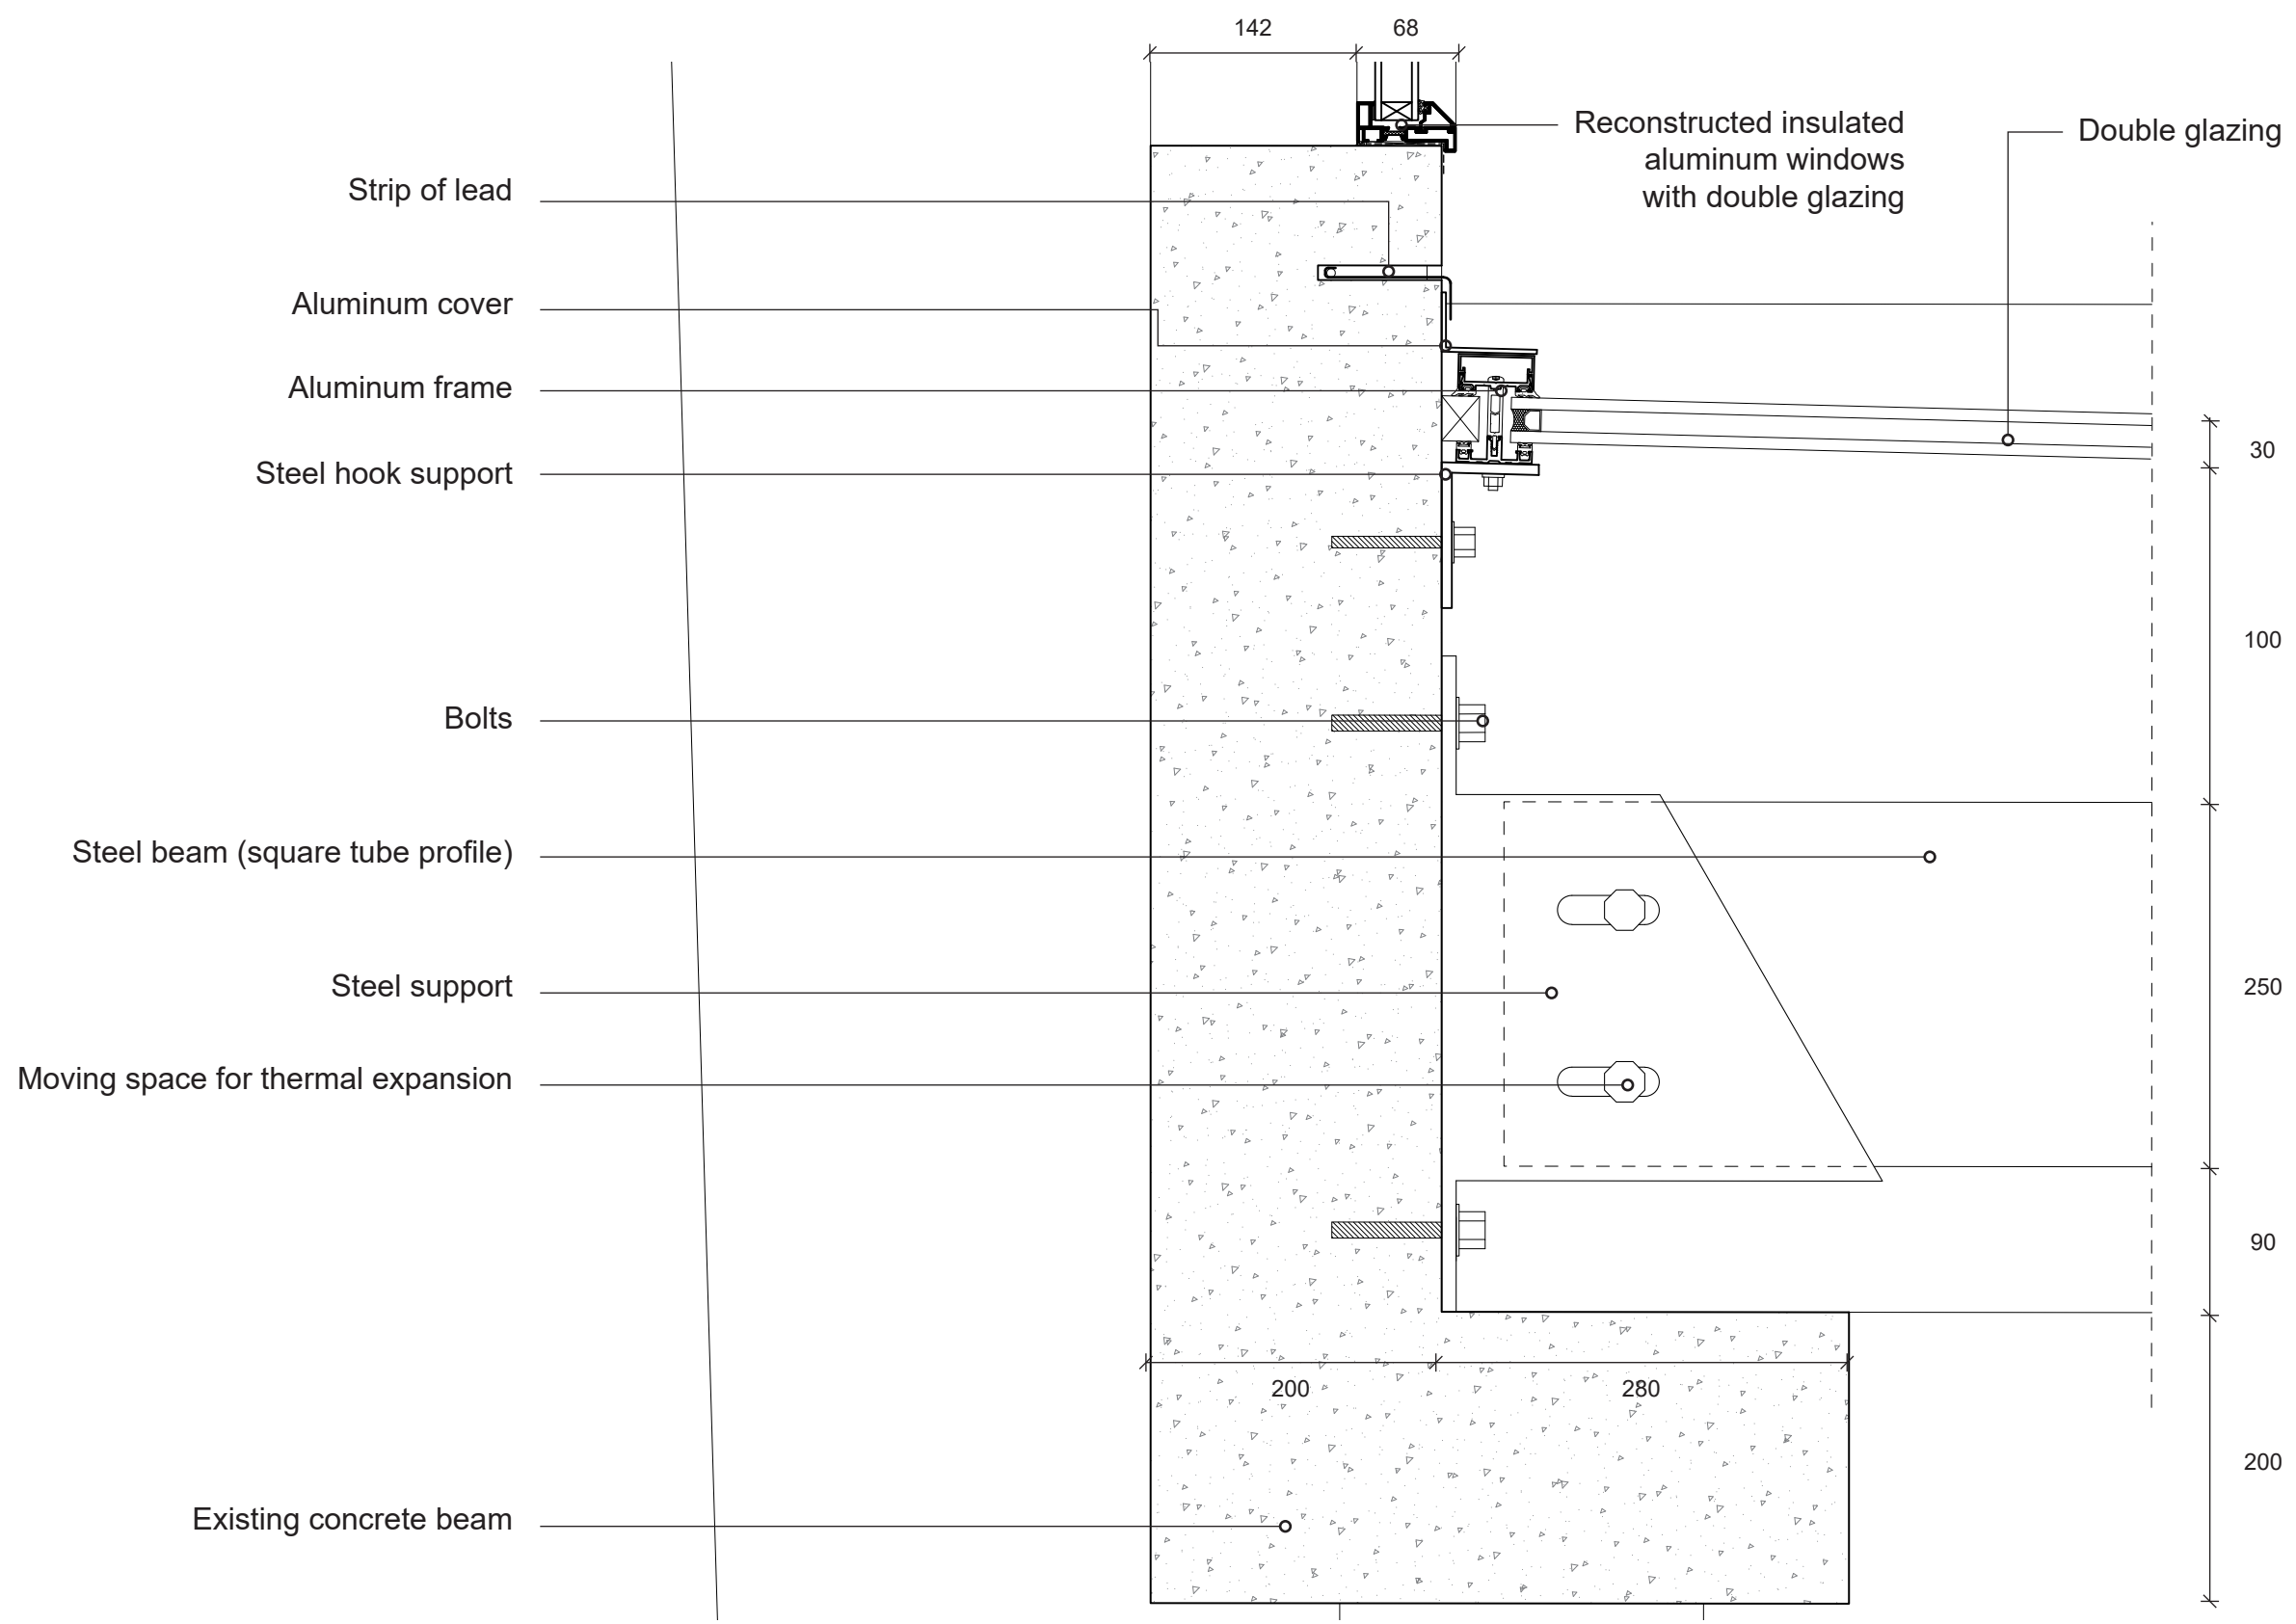 142
68
Reconstructed insulated
aluminum windows
with double glazing
Double glazing
Strip of lead
Aluminum cover
Aluminum frame
Steel hook support
Bolts
Steel beam (square tube profile)
Steel support
Moving space for thermal expansion
Existing concrete beam
30
100
250
90
200
200
280